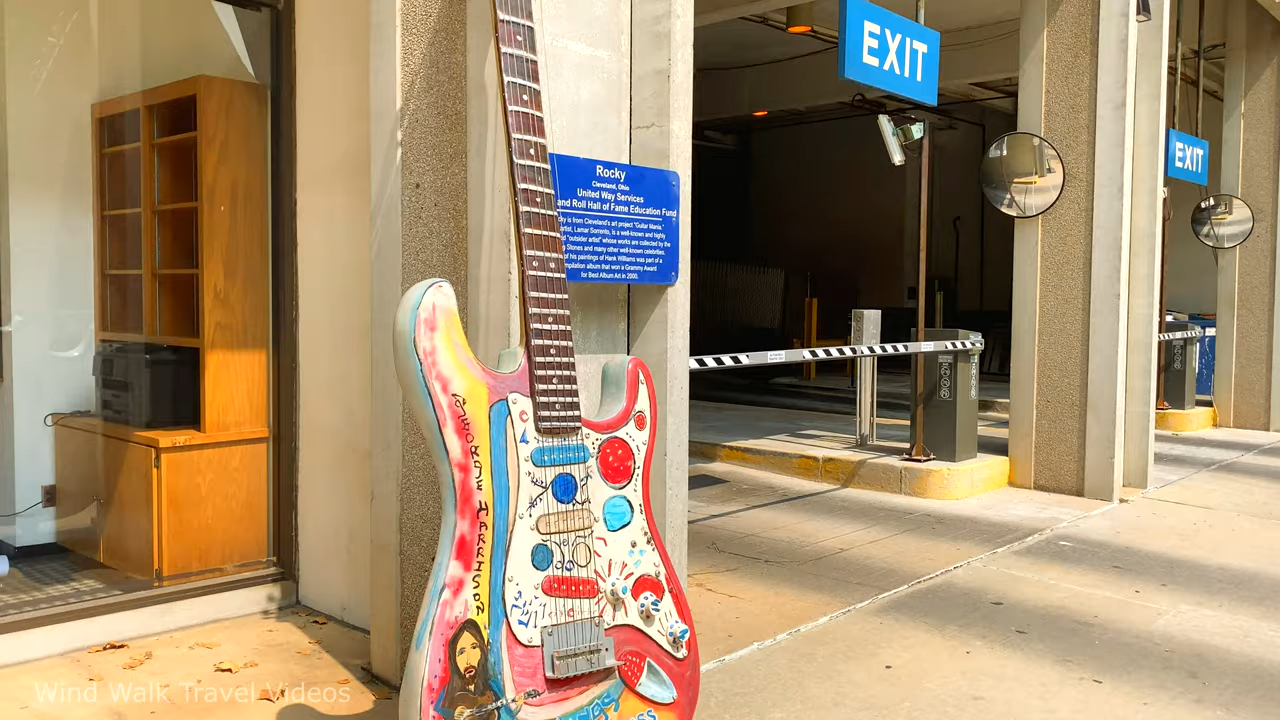 EXIT
EXIT
Rocky
Cleveland, Ohio
United Way Services
and Roll Hall of Fame Education Fund
is from Cleveland's art project "Guitar Mania."
artist, Lamar Sorrento, is a well-known and highly
"outsider artist" whose works are collected by the
Stones and many other well-known celebrities.
of his paintings of Hank Williams was part of a
album that won a Grammy Award
for Best Album Art in 2000.
GEORGE HARRISON
Wind Walk Travel Videos